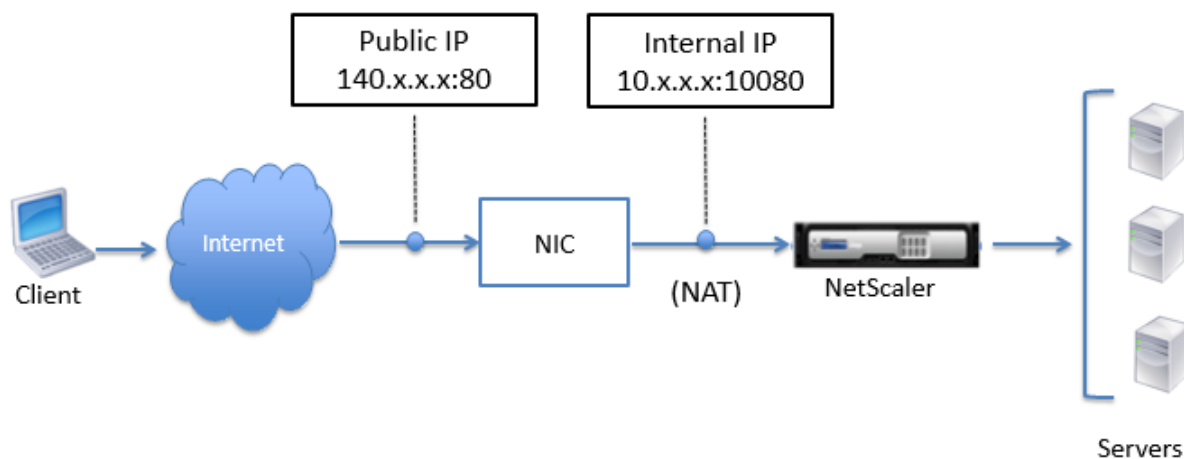 Public IP
140.x.x.x:80
Internal IP
10.x.x.x:10080
Internet
NIC
(NAT)
Client
NetScaler
Servers